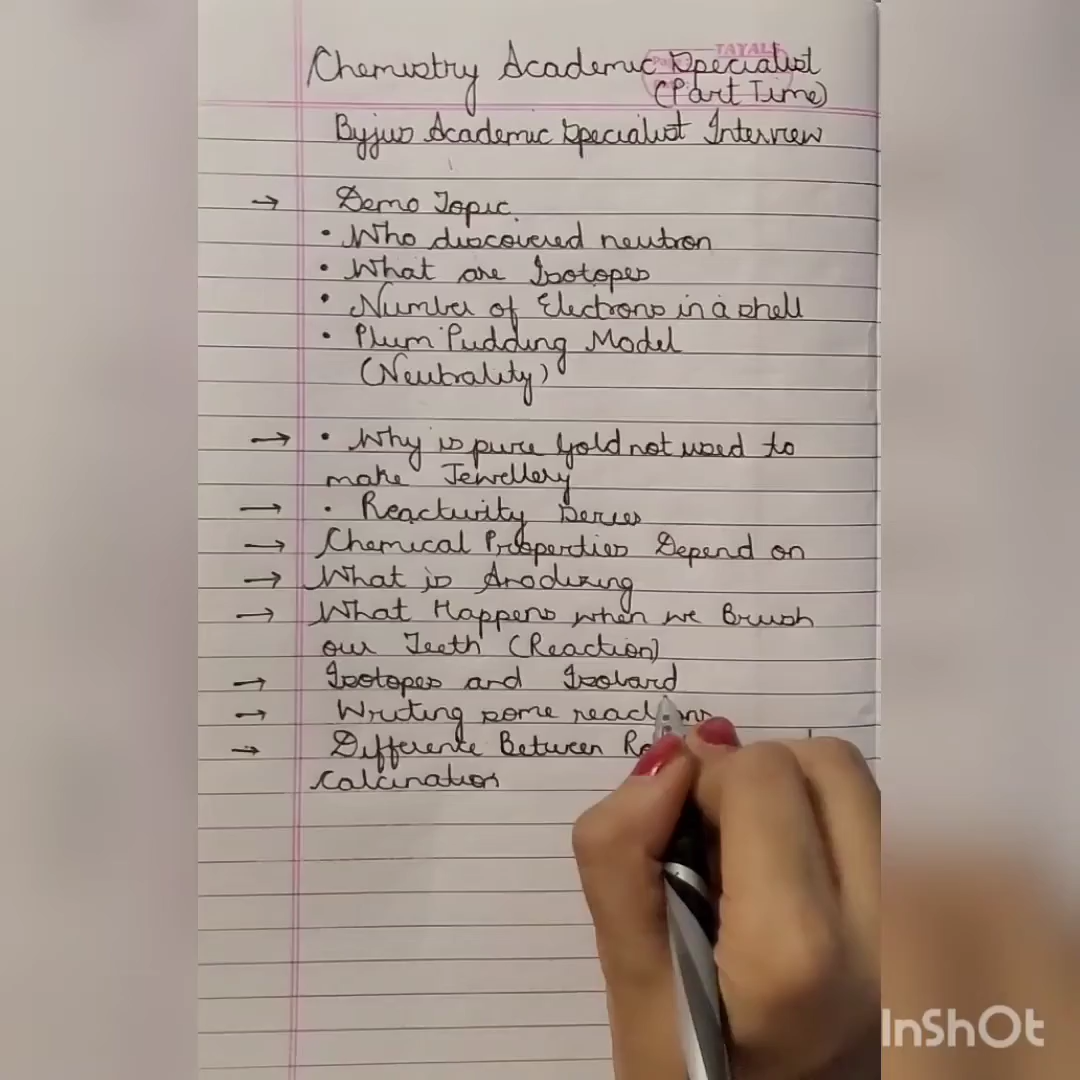 TAYAL
Chemistry Academic Specialist
(Part Time)
Byjus Academic Specialist Interview
→ Demo Topic
• Who discovered neutron
• What are Isotopes
• Number of Electrons in a shell
• Plum Pudding Model
(Neutrality)
→ • Why is pure gold not used to
make Jewellery
→ • Reactivity Series
→ Chemical Properties Depend on
→ What is Anodizing
→ What Happens when we Brush
our Teeth (Reaction)
→ Isotopes and Isobard
→ Writing some
→ Difference Between
Calcination
InShOt